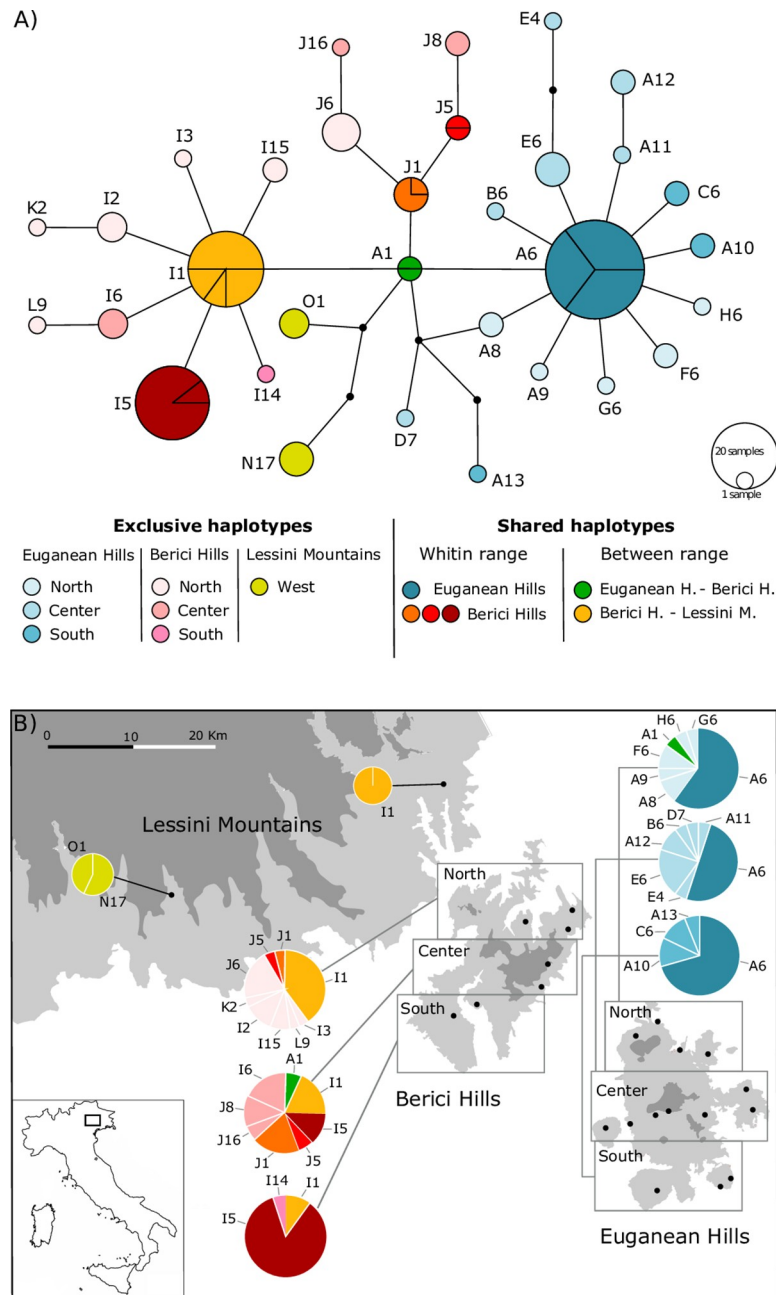 A)
E4
J16
J8
A12
J6
J5
E6
A11
I3
I15
J1
B6
C6
K2
I2
A1
A6
A10
I1
L9
I6
O1
H6
A8
F6
I14
A9
G6
I5
D7
N17
A13
20 samples
1 sample
Exclusive haplotypes
Shared haplotypes
Euganean Hills
Berici Hills
Lessini Mountains
Whitin range
Between range
North
North
West
Euganean Hills
Euganean H. - Berici H.
Center
Center
Berici Hills
Berici H. - Lessini M.
South
South
B)
0 10 20 Km
H6
G6
A1
F6
A6
A9
A8
I1
Lessini Mountains
D7
A11
B6
A12
A6
E6
E4
O1
N17
North
A13
C6
A10
A6
J5
J1
Center
J6
I1
K2
I2
I3
I15
L9
South
North
A1
I6
I1
Berici Hills
Center
J8
I5
J16
J5
J1
South
I14
I1
I5
Euganean Hills